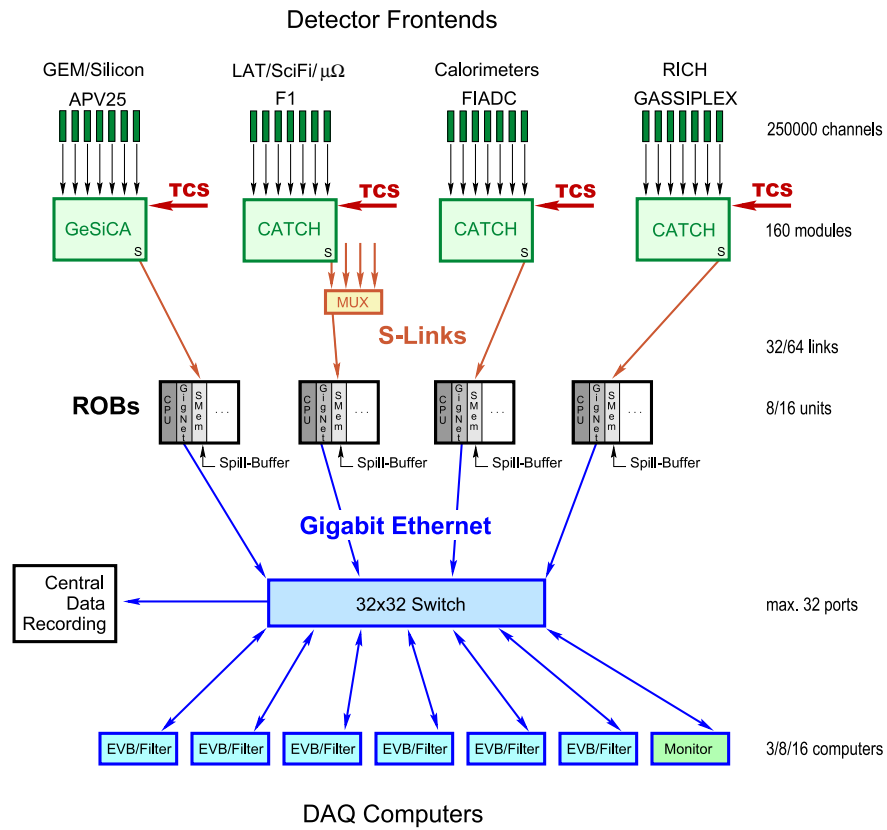 Detector Frontends
GEM/Silicon
LAT/SciFi/ μΩ
Calorimeters
RICH
APV25
F1
FIADC
GASSIPLEX
250000 channels
TCS
TCS
TCS
TCS
GeSiCA
S
CATCH
S
CATCH
S
CATCH
S
160 modules
MUX
S-Links
32/64 links
ROBs
CPU
GigNet
SMem
. . .
CPU
GigNet
SMem
. . .
CPU
GigNet
SMem
. . .
CPU
GigNet
SMem
. . .
8/16 units
Spill-Buffer
Spill-Buffer
Spill-Buffer
Spill-Buffer
Gigabit Ethernet
Central
Data
Recording
32x32 Switch
max. 32 ports
EVB/Filter
EVB/Filter
EVB/Filter
EVB/Filter
EVB/Filter
EVB/Filter
Monitor
3/8/16 computers
DAQ Computers